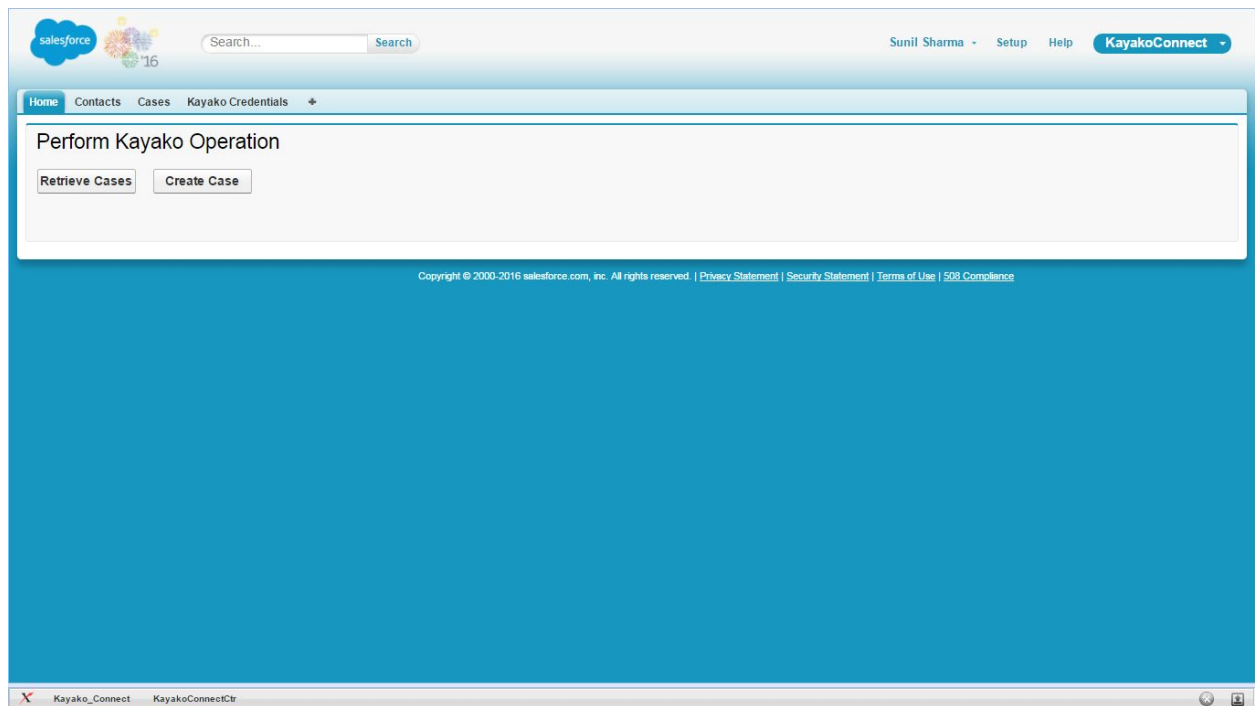 salesforce
'16
Search...
Search
Sunil Sharma
Setup
Help
KayakoConnect
Home
Contacts
Cases
Kayako Credentials
+
Perform Kayako Operation
Retrieve Cases
Create Case
Copyright © 2000-2016 salesforce.com, inc. All rights reserved. | Privacy Statement | Security Statement | Terms of Use | 508 Compliance
Kayako_Connect
KayakoConnectCtr